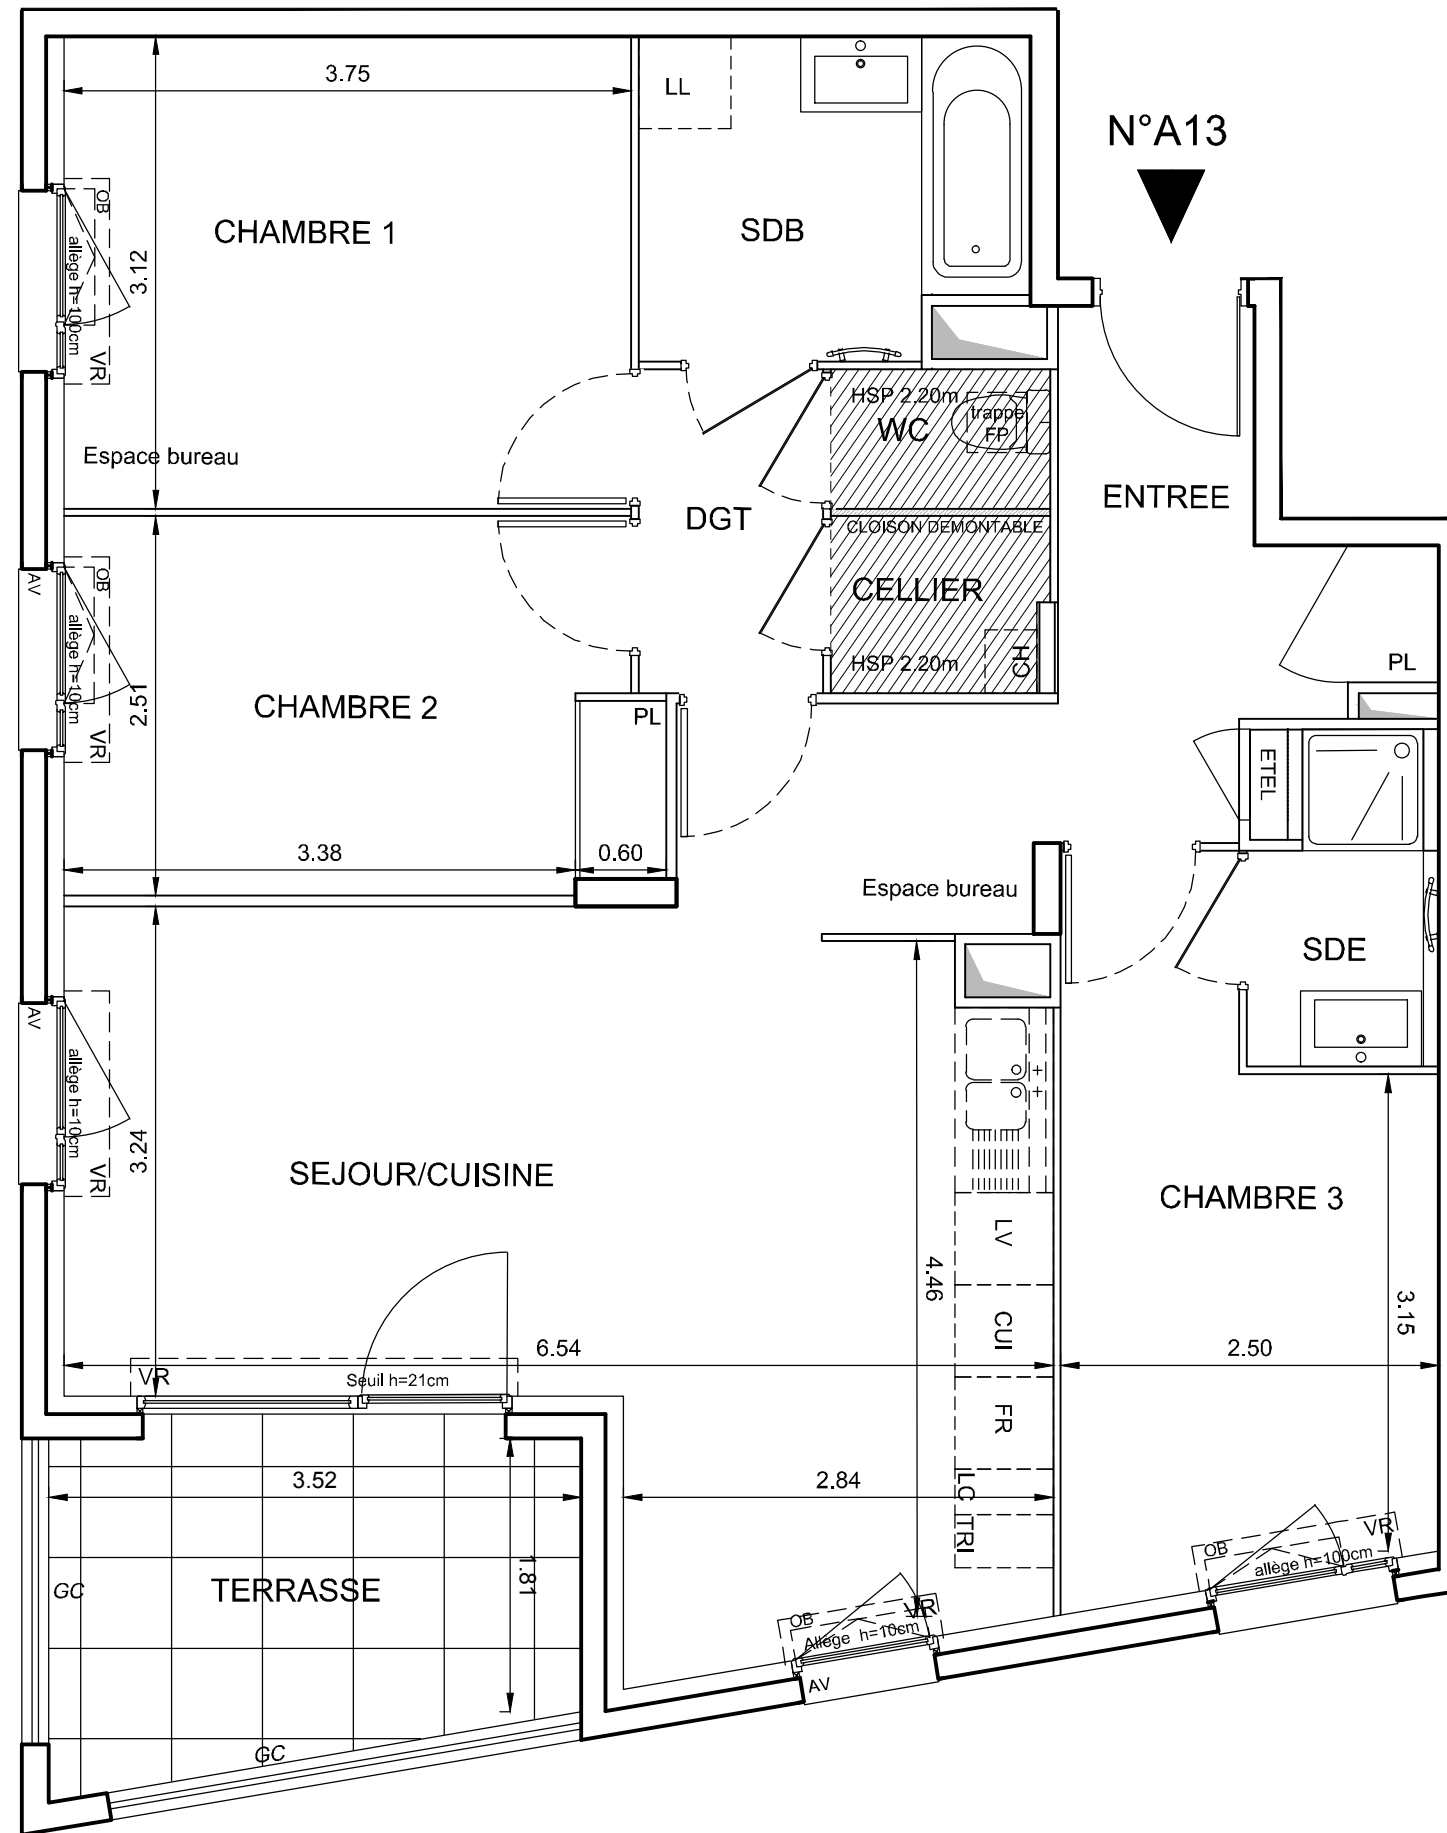 3.75
LL
N°A13
OB
CHAMBRE 1
SDB
allège h=100cm
3.12
VR
HSP 2.20m
trappe
WC
FP
Espace bureau
ENTREE
DGT
CLOISON DEMONTABLE
AV
OB
CELLIER
allège h=10cm
HSP 2.20m
CH
PL
2.51
CHAMBRE 2
PL
VR
ETEL
3.38
0.60
Espace bureau
SDE
AV
allège h=10cm
3.24
VR
SEJOUR/CUISINE
CHAMBRE 3
LV
4.46
CUI
3.15
6.54
2.50
VR
Seuil h=21cm
FR
3.52
2.84
LC
TRI
VR
OB
allège h=100cm
1.81
GC
TERRASSE
VR
OB
Allège h=10cm
AV
GC